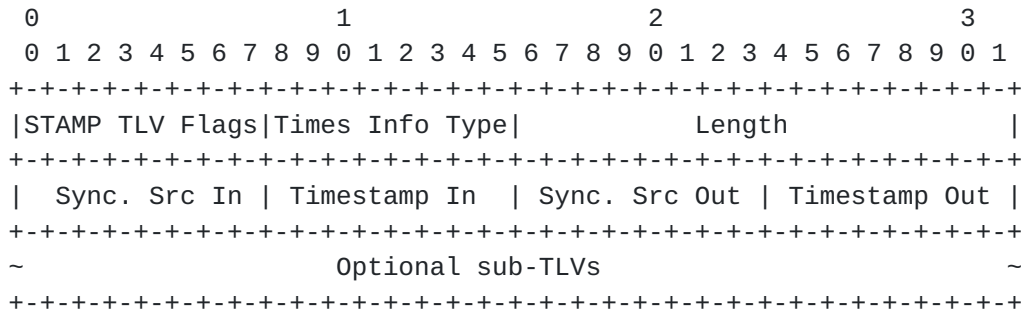 0                   1                   2                   3
 0 1 2 3 4 5 6 7 8 9 0 1 2 3 4 5 6 7 8 9 0 1 2 3 4 5 6 7 8 9 0 1
+-+-+-+-+-+-+-+-+-+-+-+-+-+-+-+-+-+-+-+-+-+-+-+-+-+-+-+-+-+-+-+-+
|STAMP TLV Flags|Times Info Type|           Length              |
+-+-+-+-+-+-+-+-+-+-+-+-+-+-+-+-+-+-+-+-+-+-+-+-+-+-+-+-+-+-+-+-+
|  Sync. Src In | Timestamp In  | Sync. Src Out | Timestamp Out |
+-+-+-+-+-+-+-+-+-+-+-+-+-+-+-+-+-+-+-+-+-+-+-+-+-+-+-+-+-+-+-+-+
~                    Optional sub-TLVs                          ~
+-+-+-+-+-+-+-+-+-+-+-+-+-+-+-+-+-+-+-+-+-+-+-+-+-+-+-+-+-+-+-+-+